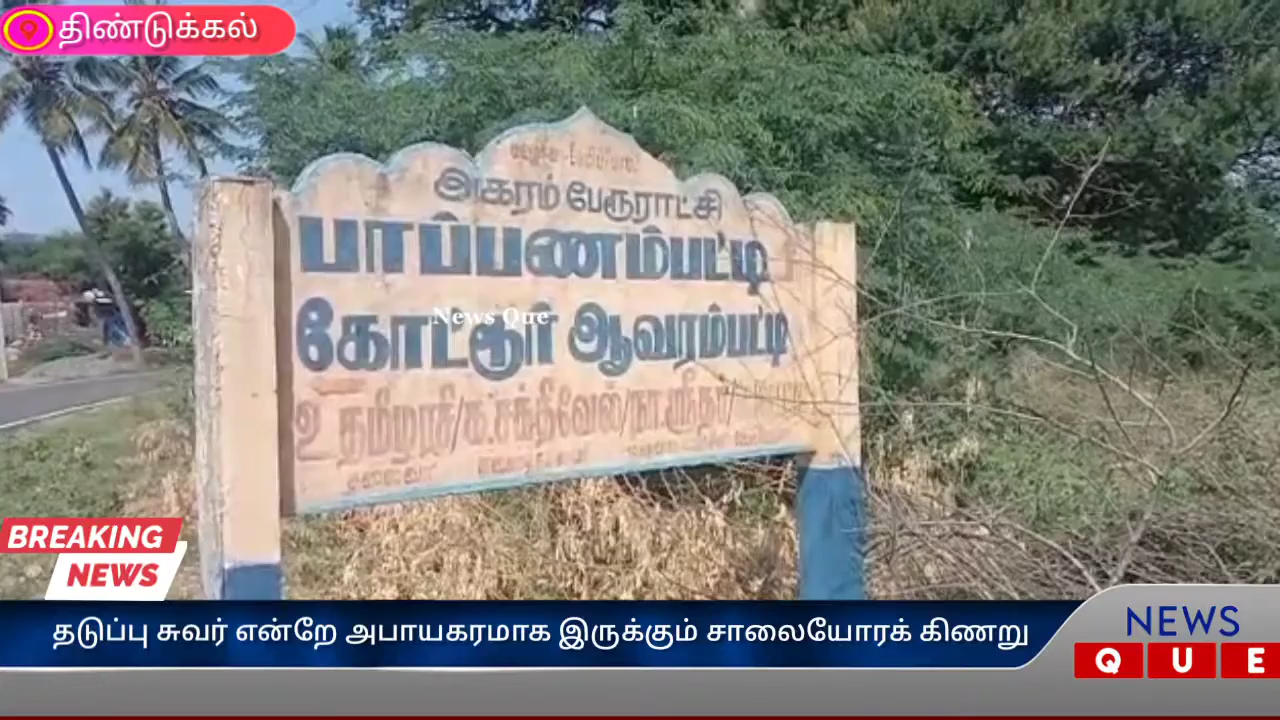 திண்டுக்கல்
அகரம் பேரூராட்சி
பாப்பணம்பட்டி
கோட்டூர் ஆவரம்பட்டி
News Que
BREAKING
NEWS
தடுப்பு சுவர் என்றே அபாயகரமாக இருக்கும் சாலையோரக் கிணறு
NEWS
QUE